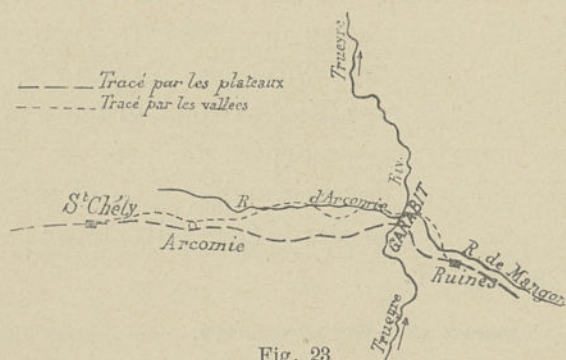 Trueyre
Tracé par les plateaux
Tracé par les vallées
Riv.
St Chély
R. d'Arcomie
Arcomie
GARABIT
R. de Mangon
Ruines
Trueyre
Fig. 23